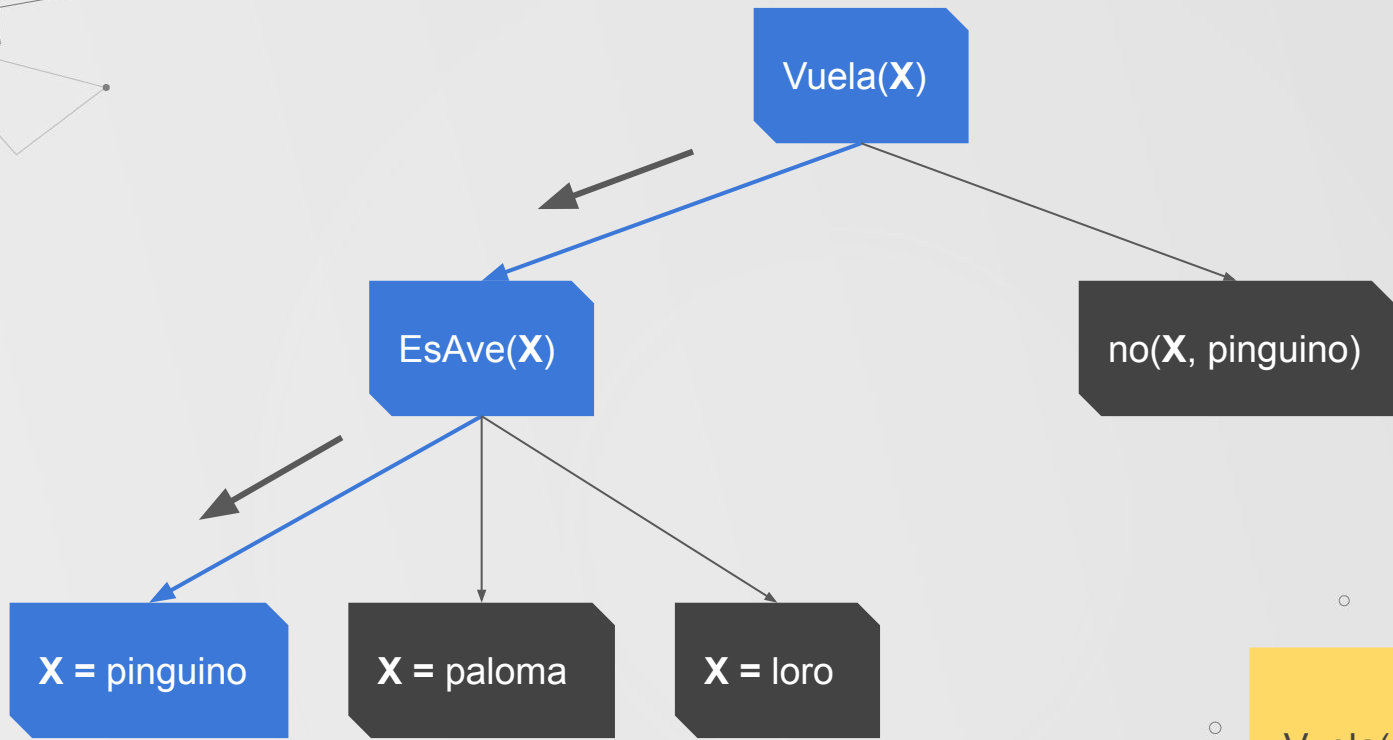 Vuela(X)
EsAve(X)
no(X, pinguino)
X = pinguino
X = paloma
X = loro